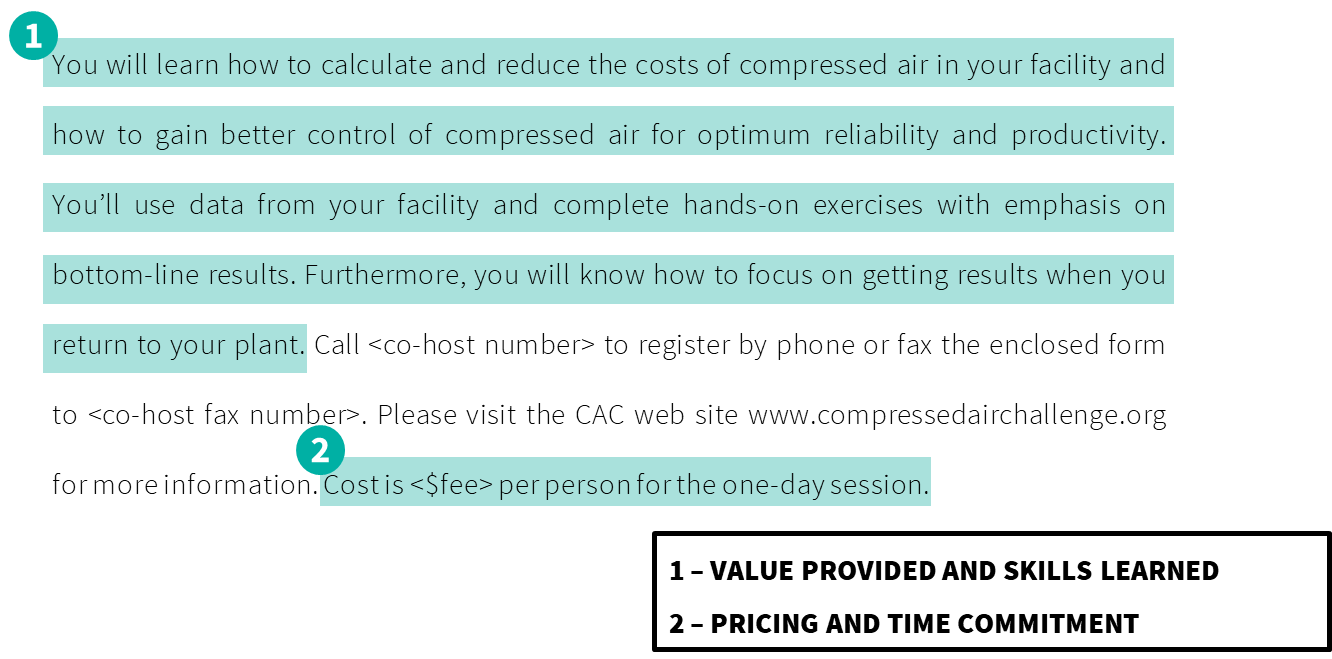 1
You will learn how to calculate and reduce the costs of compressed air in your facility and
how to gain better control of compressed air for optimum reliability and productivity.
You’ll use data from your facility and complete hands-on exercises with emphasis on
bottom-line results. Furthermore, you will know how to focus on getting results when you
return to your plant. Call <co-host number> to register by phone or fax the enclosed form
to <co-host fax number>. Please visit the CAC web site www.compressedairchallenge.org
2
for more information. Cost is <$fee> per person for the one-day session.
1 – VALUE PROVIDED AND SKILLS LEARNED
2 – PRICING AND TIME COMMITMENT